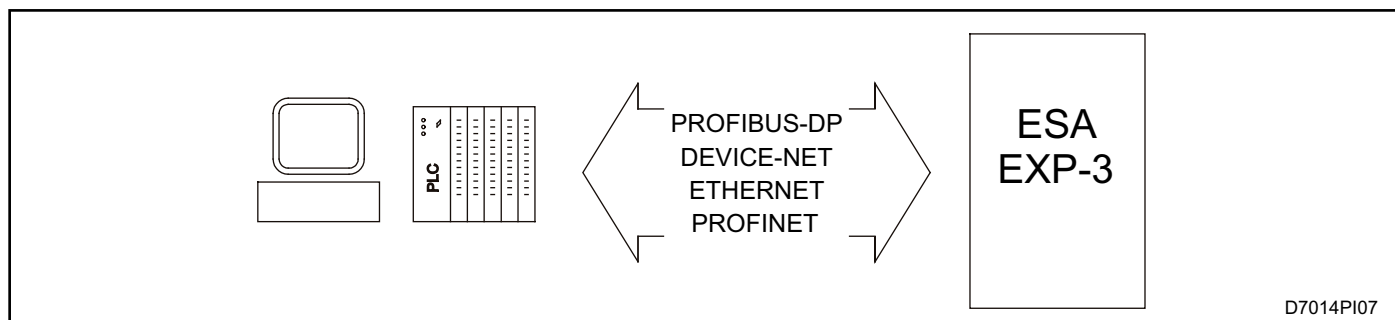 PLC
PROFIBUS-DP
DEVICE-NET
ETHERNET
PROFINET
ESA
EXP-3
D7014PI07